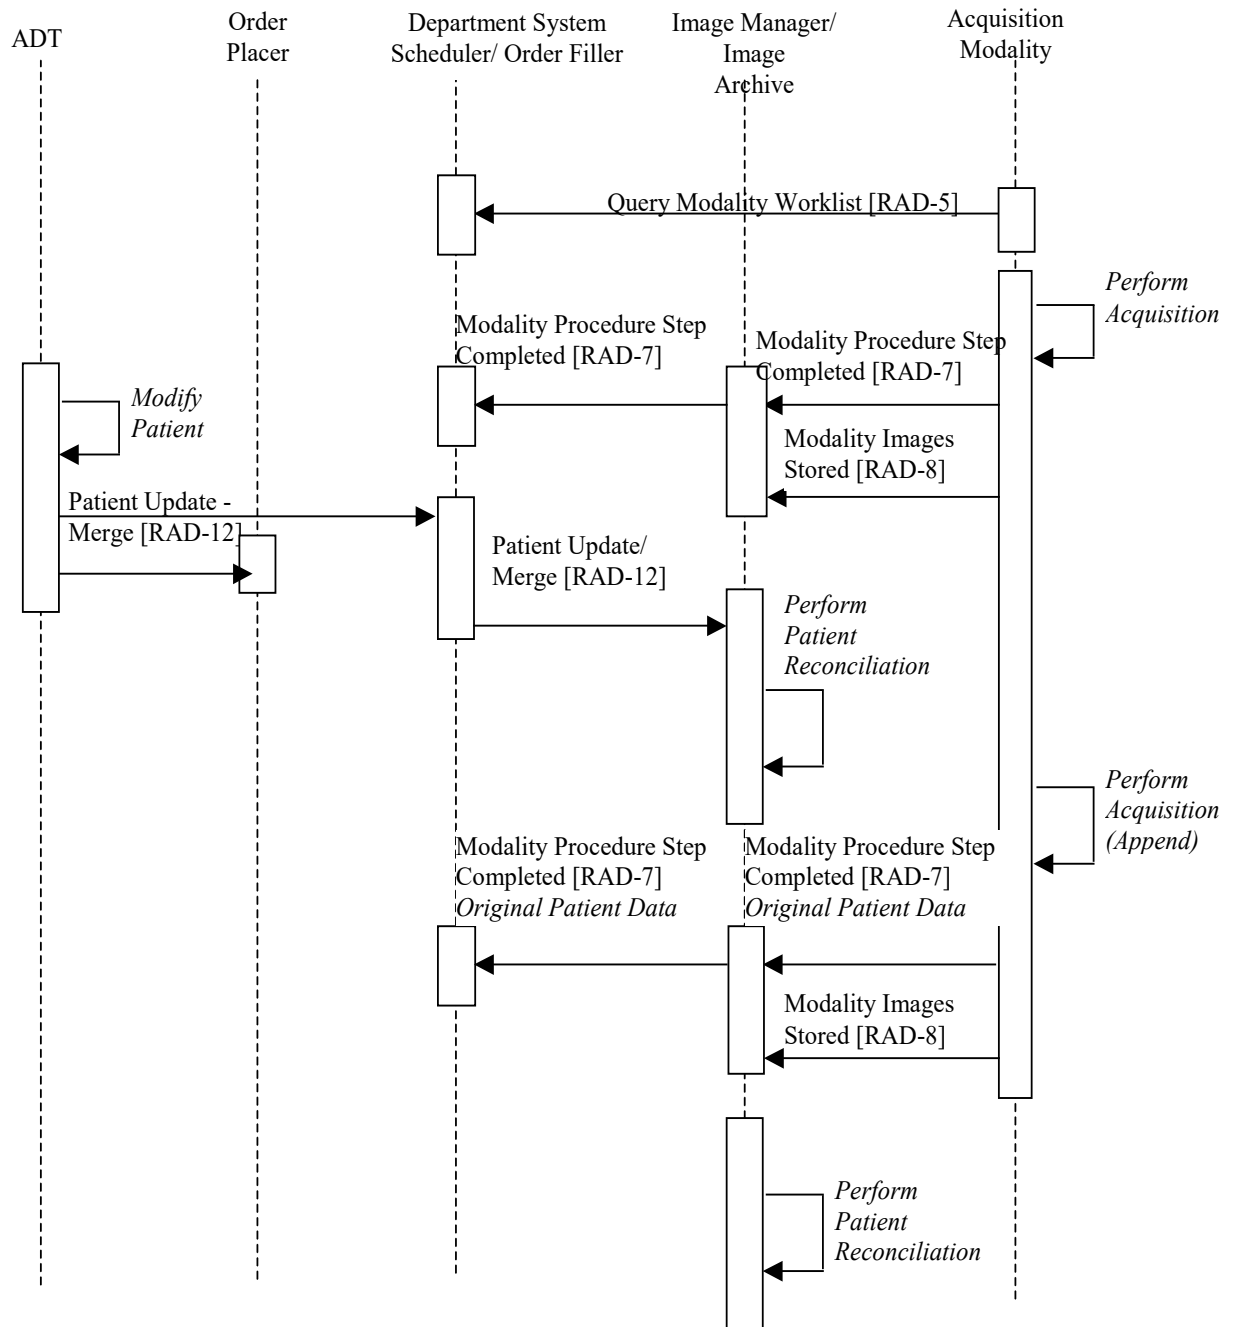 ADT
Order
Placer
Department System
Scheduler/ Order Filler
Image Manager/
Image
Archive
Acquisition
Modality
Query Modality Worklist [RAD-5]
Perform
Acquisition
Modality Procedure Step
Completed [RAD-7]
Modality Procedure Step
Completed [RAD-7]
Modify
Patient
Modality Images
Stored [RAD-8]
Patient Update -
Merge [RAD-12]
Patient Update/
Merge [RAD-12]
Perform
Patient
Reconciliation
Perform
Acquisition
(Append)
Modality Procedure Step
Completed [RAD-7]
Original Patient Data
Modality Procedure Step
Completed [RAD-7]
Original Patient Data
Modality Images
Stored [RAD-8]
Perform
Patient
Reconciliation